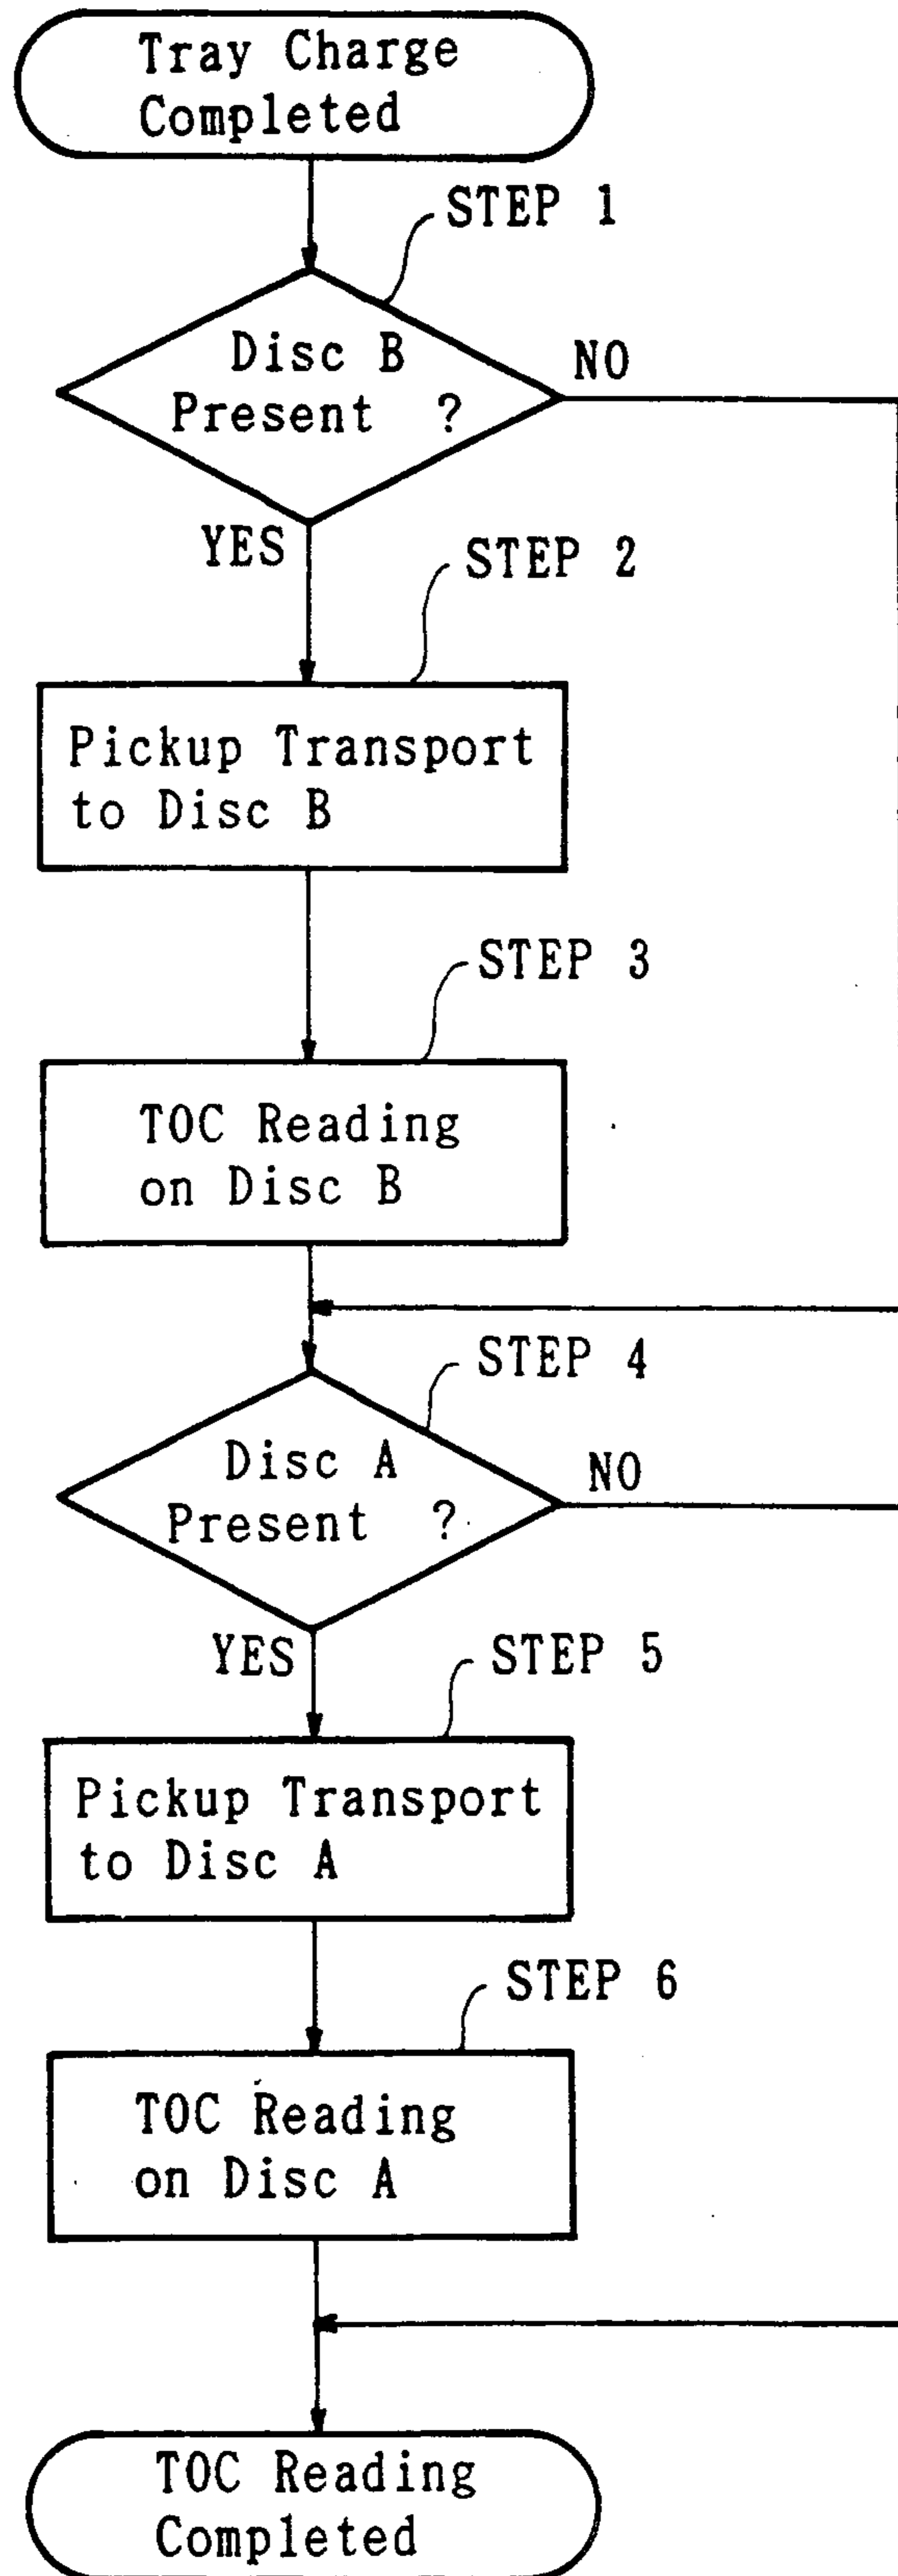 Tray Charge
Completed
STEP 1
Disc B
Present ?
NO
YES
STEP 2
Pickup Transport
to Disc B
STEP 3
TOC Reading
on Disc B
STEP 4
Disc A
Present ?
NO
YES
STEP 5
Pickup Transport
to Disc A
STEP 6
TOC Reading
on Disc A
TOC Reading
Completed